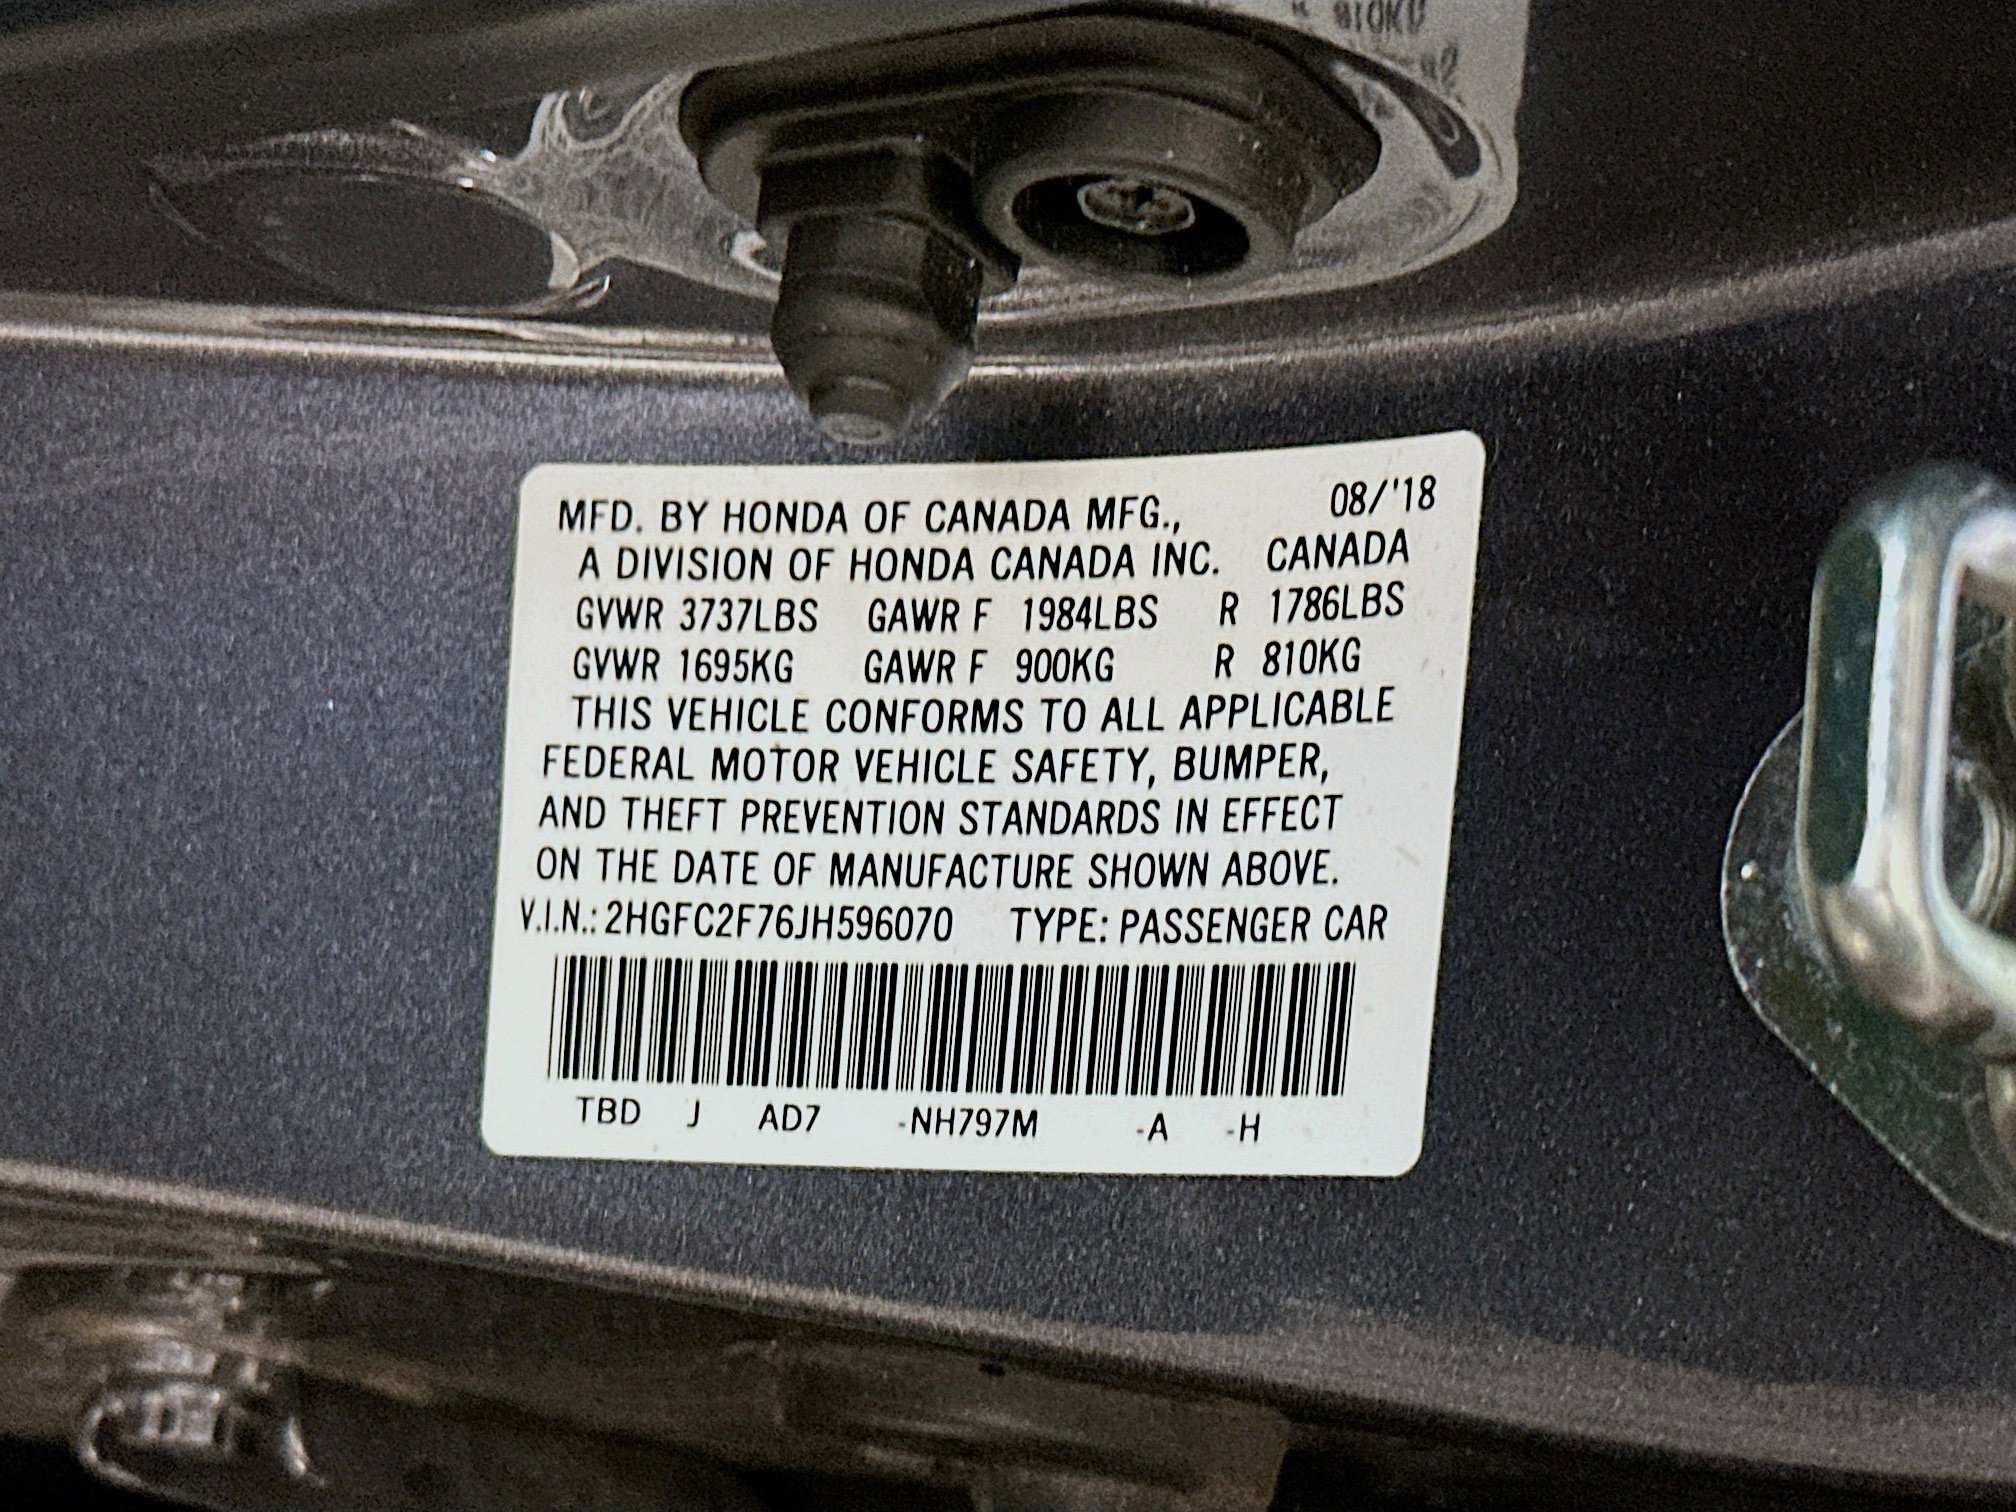 MFD. BY HONDA OF CANADA MFG., 08/'18
A DIVISION OF HONDA CANADA INC. CANADA
GVWR 3737LBS GAWR F 1984LBS R 1786LBS
GVWR 1695KG GAWR F 900KG R 810KG
THIS VEHICLE CONFORMS TO ALL APPLICABLE
FEDERAL MOTOR VEHICLE SAFETY, BUMPER,
AND THEFT PREVENTION STANDARDS IN EFFECT
ON THE DATE OF MANUFACTURE SHOWN ABOVE.
V.I.N.: 2HGFC2F76JH596070 TYPE: PASSENGER CAR
TBD J AD7 -NH797M -A -H